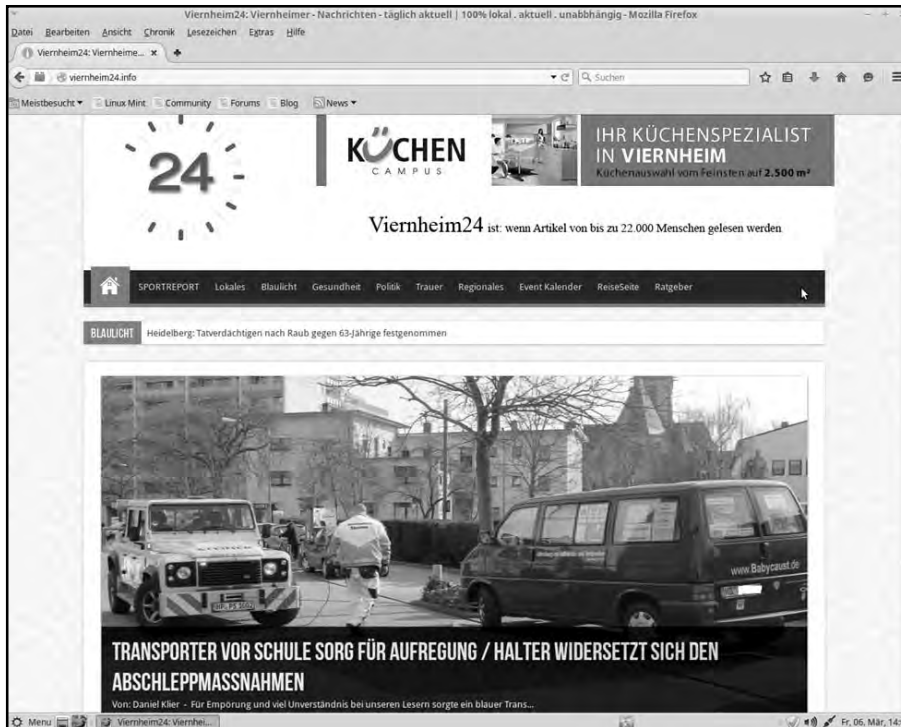 Viernheim24: Viernheimer - Nachrichten - täglich aktuell | 100% lokal . aktuell . unabbhängig - Mozilla Firefox
Datei Bearbeiten Ansicht Chronik Lesezeichen Extras Hilfe
Viernheim24: Viernheime...
viernheim24.info
Suchen
Meistbesucht Linux Mint Community Forums Blog News
24
KÜCHEN
CAMPUS
IHR KÜCHENSPEZIALIST
IN VIERNHEIM
Küchenauswahl vom Feinsten auf 2.500 m²
Viernheim24 ist: wenn Artikel von bis zu 22.000 Menschen gelesen werden
SPORTREPORT Lokales Blaulicht Gesundheit Politik Trauer Regionales Event Kalender ReiseSeite Ratgeber
BLAULICHT Heidelberg: Tatverdächtigen nach Raub gegen 63-Jährige festgenommen
www.Babycaust.de
TRANSPORTER VOR SCHULE SORG FÜR AUFREGUNG / HALTER WIDERSETZT SICH DEN
ABSCHLEPPMASSNAHMEN
Von: Daniel Klier - Für Empörung und viel Unverständnis bei unseren Lesern sorgte ein blauer Trans...
Menu Viernheim24: Viernhei... Fr, 06, Mär, 14: